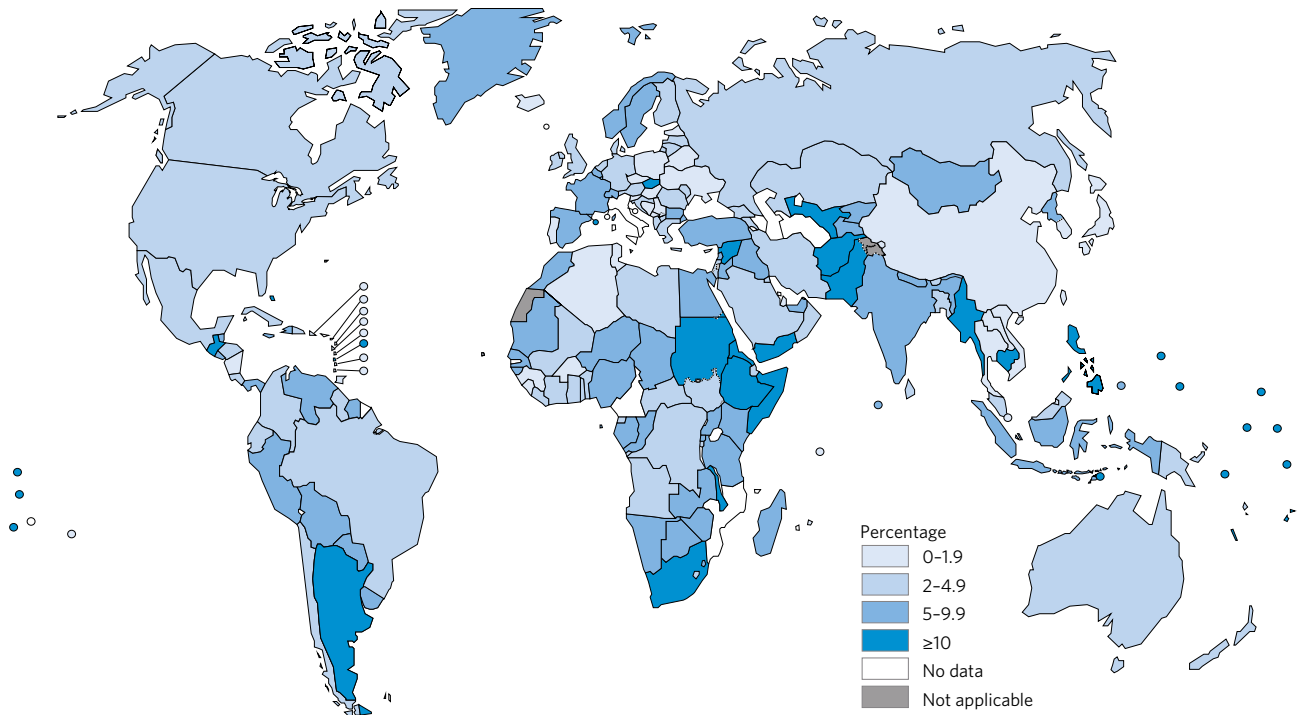 Percentage
0–1.9
2–4.9
5–9.9
≥10
No data
Not applicable